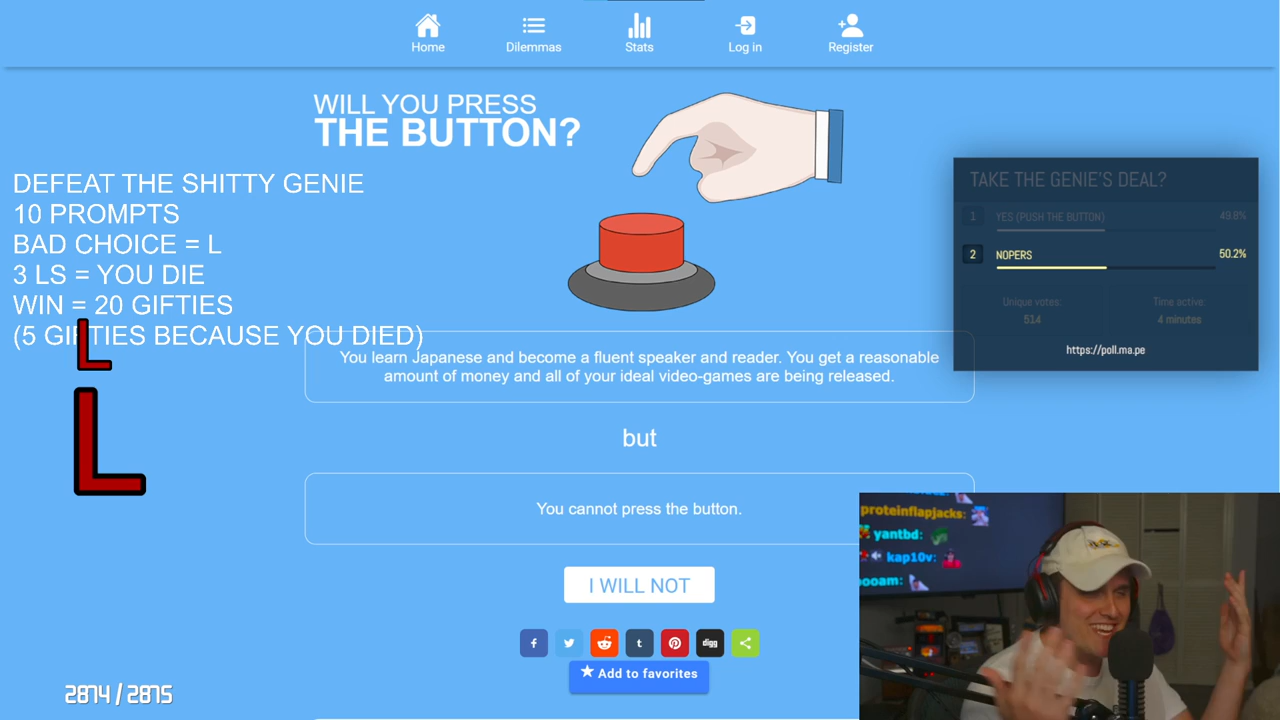 Home
Dilemmas
Stats
Log in
Register
WILL YOU PRESS
THE BUTTON?
DEFEAT THE SHITTY GENIE
10 PROMPTS
BAD CHOICE = L
3 LS = YOU DIE
WIN = 20 GIFTIES
(5 GIFTIES BECAUSE YOU DIED)
L
L
TAKE THE GENIE'S DEAL?
1 YES (PUSH THE BUTTON) 49.8%
2 NOPERS 50.2%
Unique votes: Time active:
514 4 minutes
https://poll.ma.pe
You learn Japanese and become a fluent speaker and reader. You get a reasonable
amount of money and all of your ideal video-games are being released.
but
You cannot press the button.
I WILL NOT
f
t
digg
Add to favorites
2874 / 2875
proteinflapjacks:
yantbd:
kap10v:
ooam: